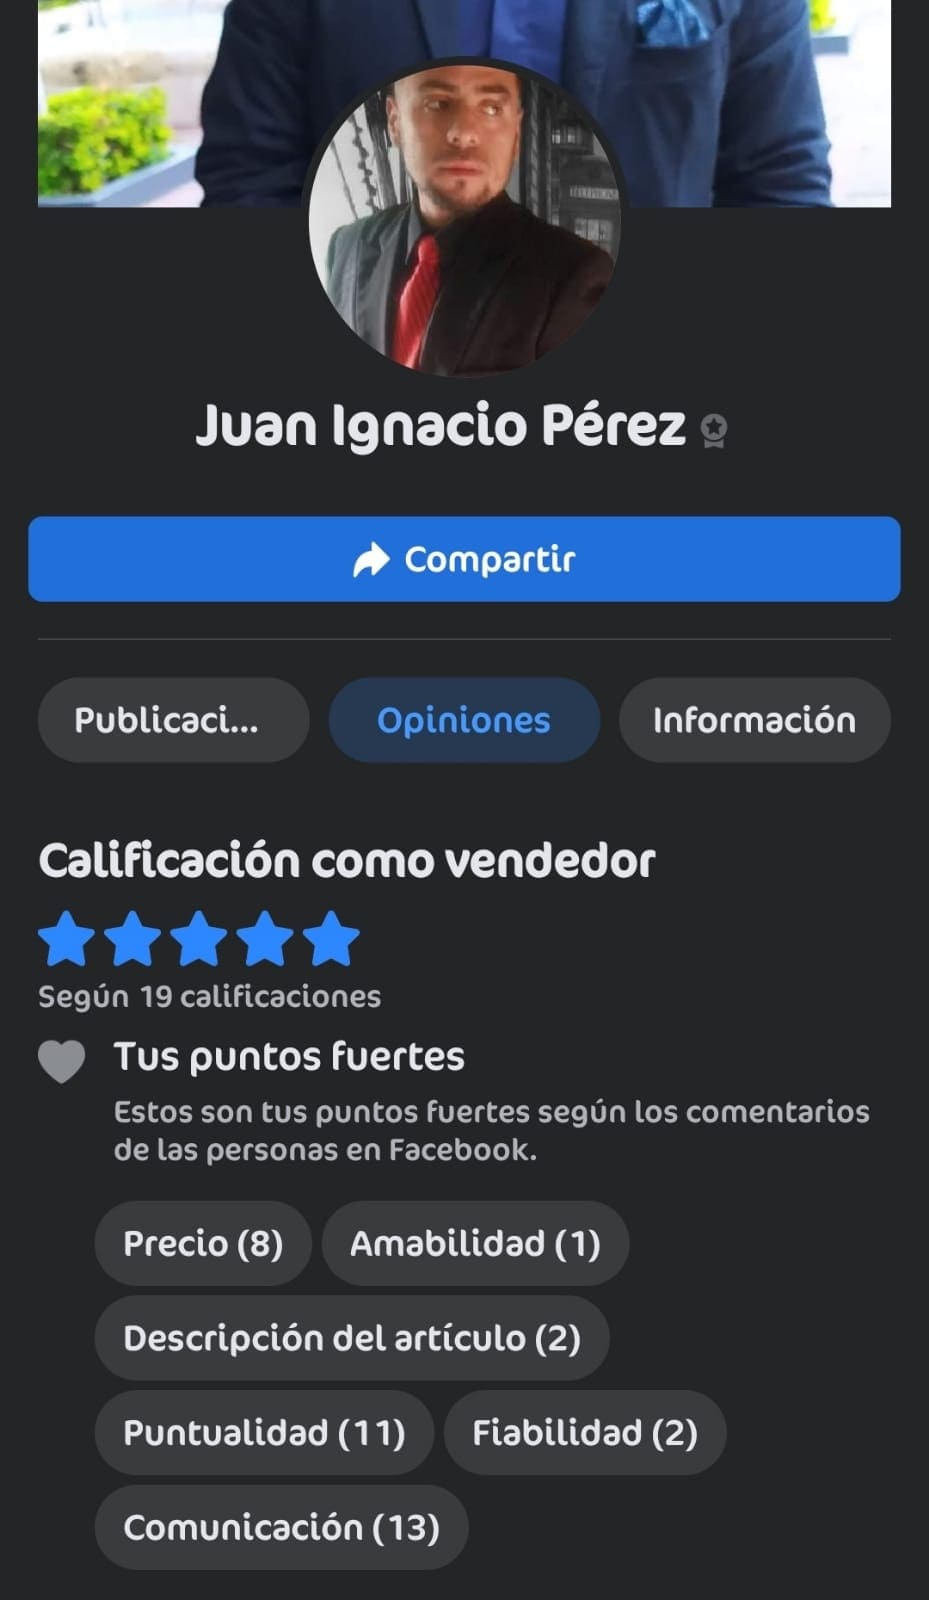 Juan Ignacio Pérez
Compartir
Publicaci...
Opiniones
Información
Calificación como vendedor
Según 19 calificaciones
Tus puntos fuertes
Estos son tus puntos fuertes según los comentarios
de las personas en Facebook.
Precio (8)
Amabilidad (1)
Descripción del artículo (2)
Puntualidad (11)
Fiabilidad (2)
Comunicación (13)